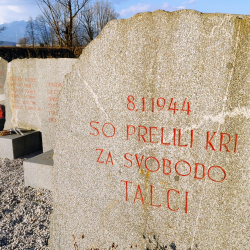 8.1.1944
SO PRELILI KRI
ZA SVOBODO
TALCI